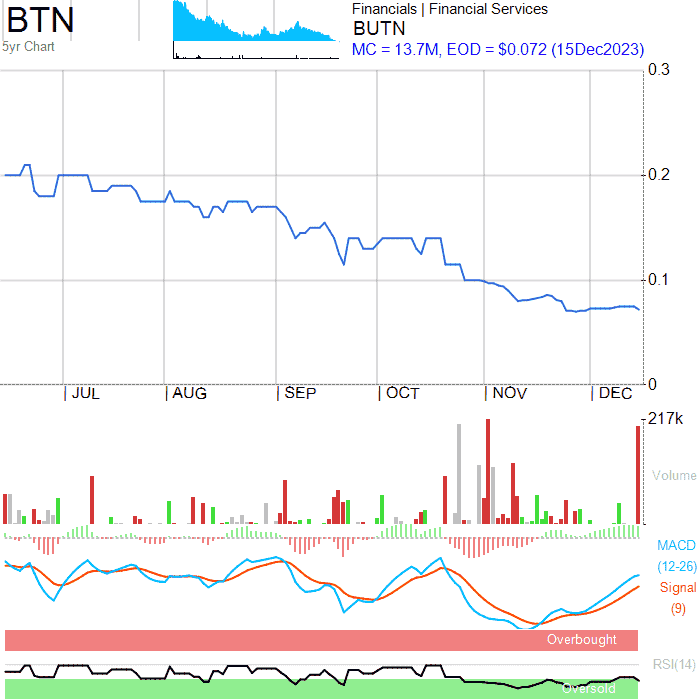 BTN
5yr Chart
Financials | Financial Services
BUTN
MC = 13.7M, EOD = $0.072 (15Dec2023)
0.3
0.2
0.1
0
JUL
AUG
SEP
OCT
NOV
DEC
217k
Volume
MACD
(12-26)
Signal
(9)
Overbought
RSI(14)
Oversold